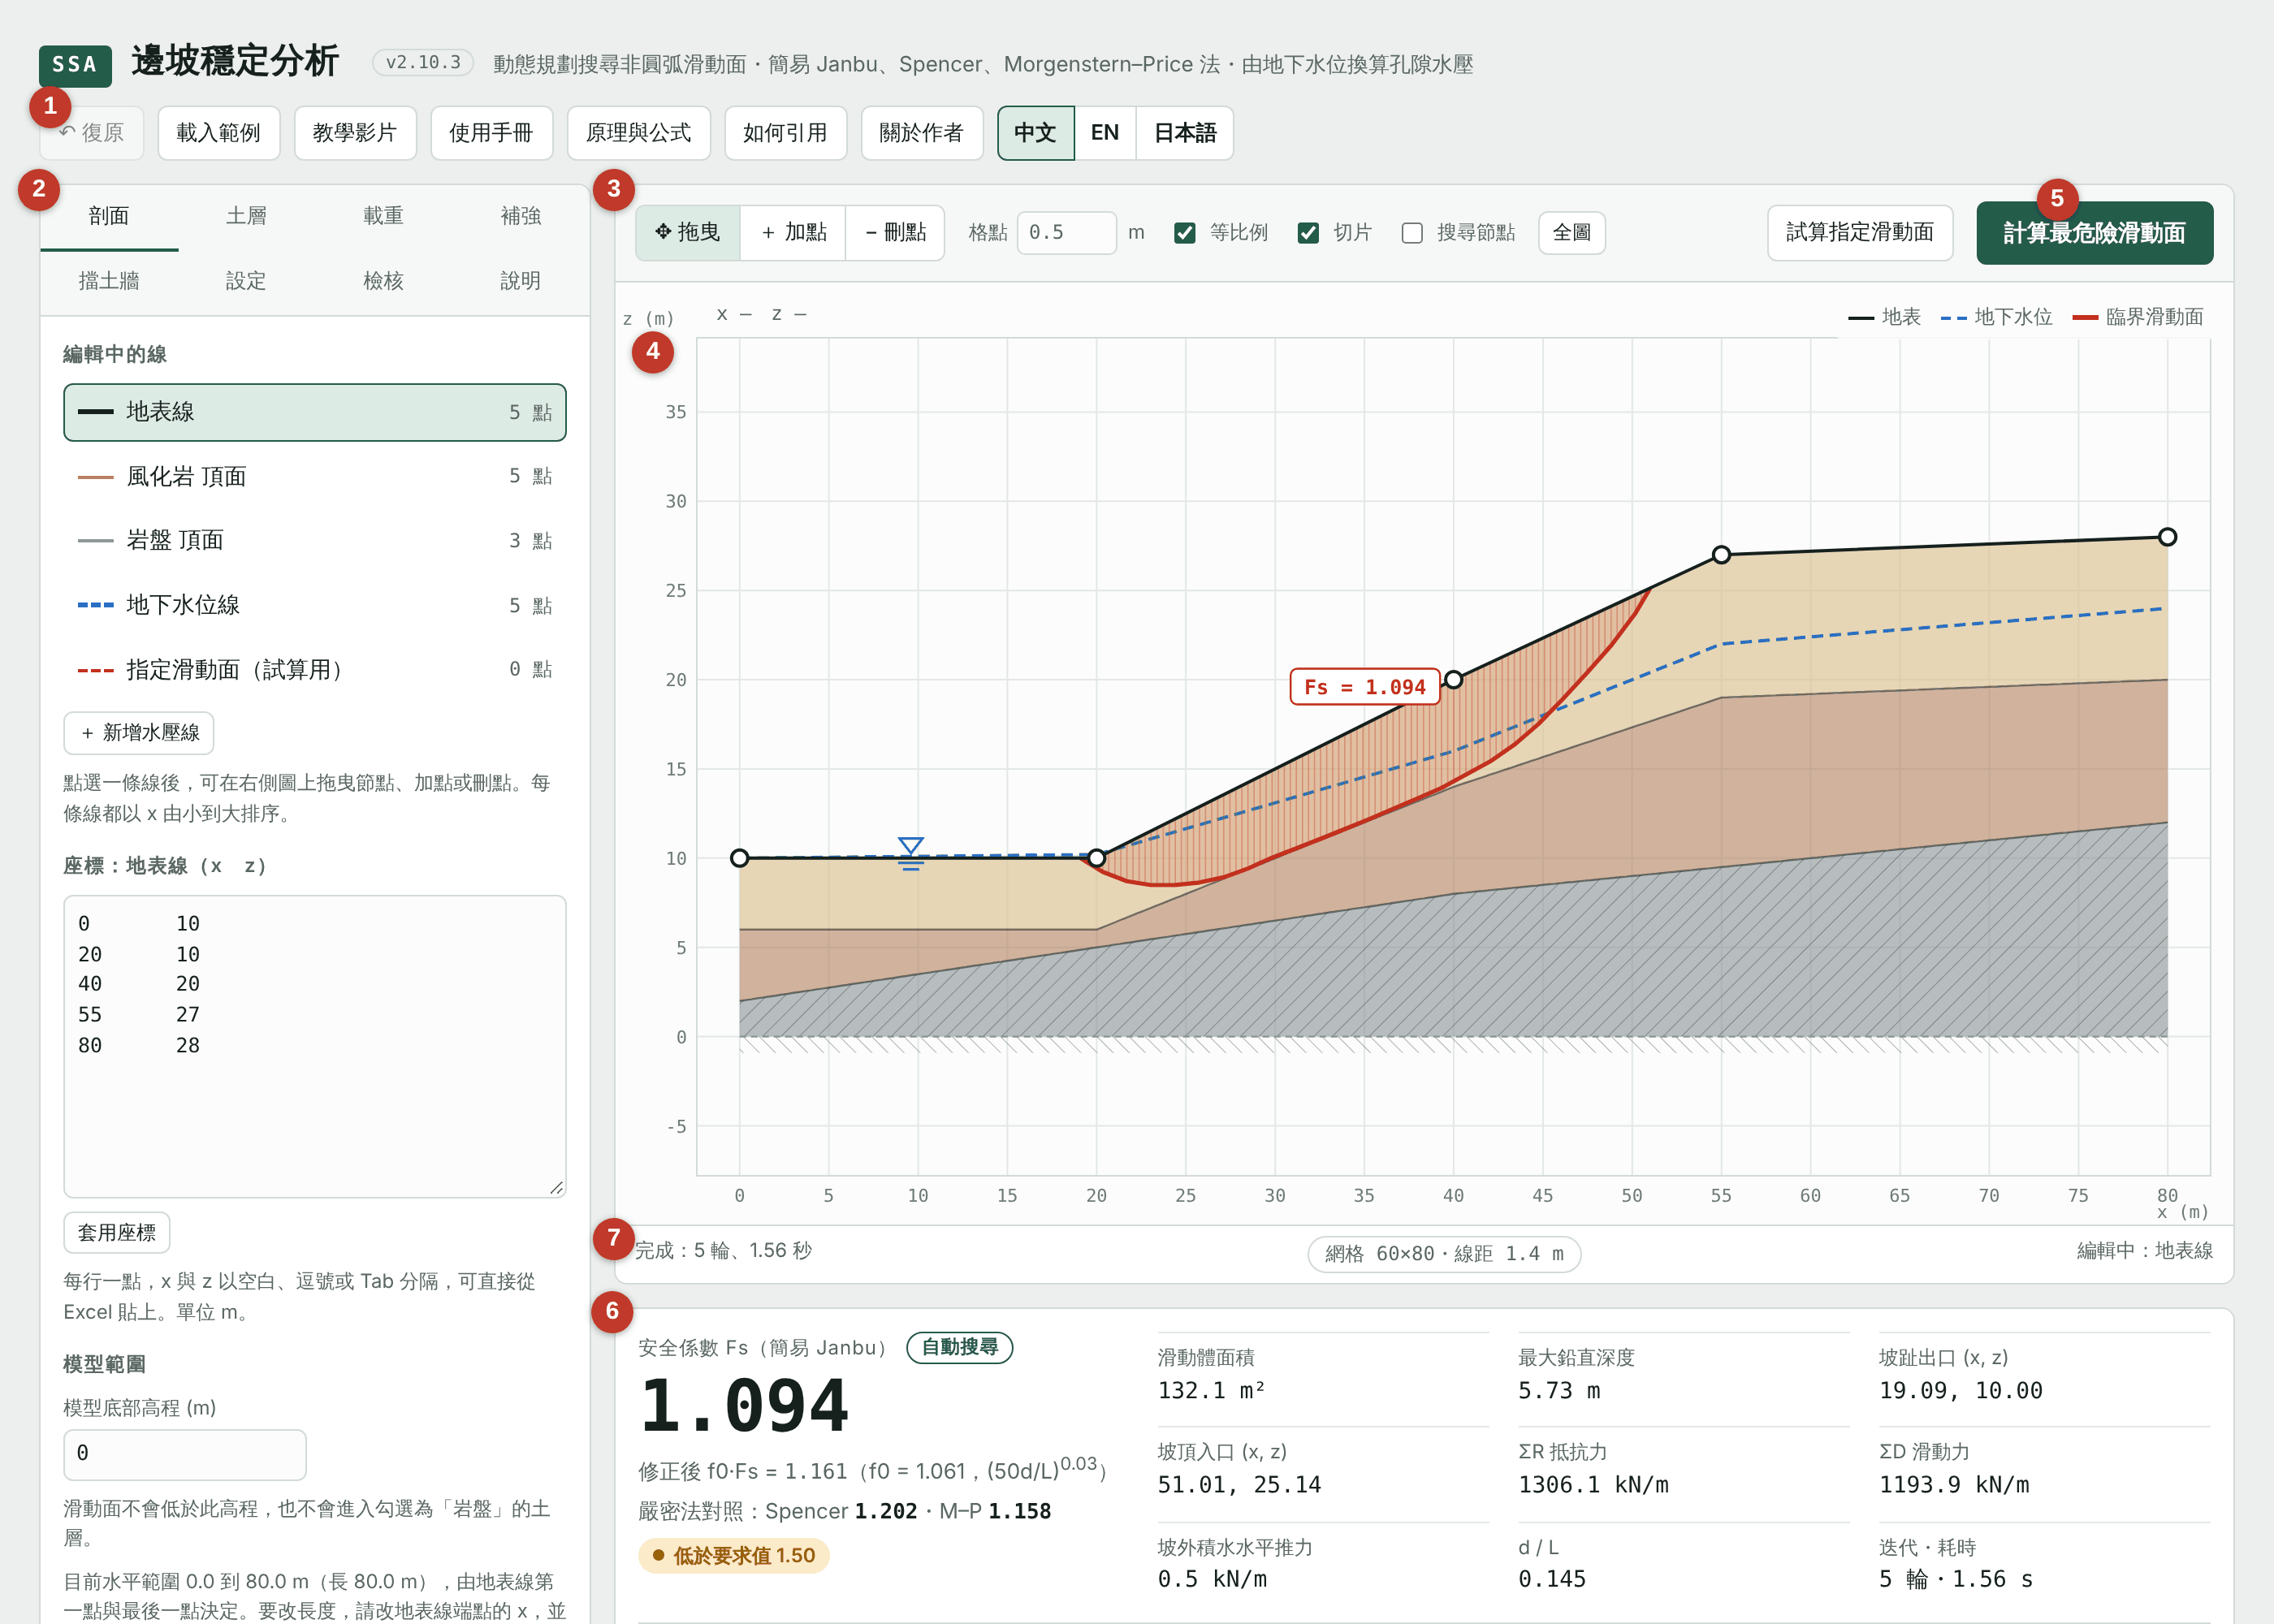 SSA 邊坡穩定分析 v2.10.3 動態規劃搜尋非圓弧滑動面・簡易 Janbu、Spencer、Morgenstern–Price 法・由地下水位換算孔隙水壓
1
↶ 復原 載入範例 教學影片 使用手冊 原理與公式 如何引用 關於作者 中文 EN 日本語
2
剖面 土層 載重 補強
擋土牆 設定 檢核 說明
編輯中的線
地表線 5 點
風化岩 頂面 5 點
岩盤 頂面 3 點
地下水位線 5 點
指定滑動面（試算用） 0 點
+ 新增水壓線
點選一條線後，可在右側圖上拖曳節點、加點或刪點。每
條線都以 x 由小到大排序。
座標：地表線（x z）
0 10
20 10
40 20
55 27
80 28
套用座標
每行一點，x 與 z 以空白、逗號或 Tab 分隔，可直接從
Excel 貼上。單位 m。
模型範圍
模型底部高程 (m)
0
滑動面不會低於此高程，也不會進入勾選為「岩盤」的土
層。
目前水平範圍 0.0 到 80.0 m（長 80.0 m），由地表線第
一點與最後一點決定。要改長度，請改地表線端點的 x，並
3
✥ 拖曳 + 加點 − 刪點 格點 0.5 m 等比例 切片 搜尋節點 全圖 試算指定滑動面
5
計算最危險滑動面
z (m) x — z —
地表 地下水位 臨界滑動面
4
35
30
25
20
15
10
5
0
-5
Fs = 1.094
0 5 10 15 20 25 30 35 40 45 50 55 60 65 70 75 80
x (m)
7
完成：5 輪、1.56 秒 網格 60×80・線距 1.4 m 編輯中：地表線
6
安全係數 Fs（簡易 Janbu） 自動搜尋
1.094
修正後 f0·Fs = 1.161（f0 = 1.061，(50d/L)^0.03）
嚴密法對照：Spencer 1.202・M–P 1.158
低於要求值 1.50
滑動體面積
132.1 m²
最大鉛直深度
5.73 m
坡趾出口 (x, z)
19.09, 10.00
坡頂入口 (x, z)
51.01, 25.14
ΣR 抵抗力
1306.1 kN/m
ΣD 滑動力
1193.9 kN/m
坡外積水水平推力
0.5 kN/m
d / L
0.145
迭代・耗時
5 輪・1.56 s